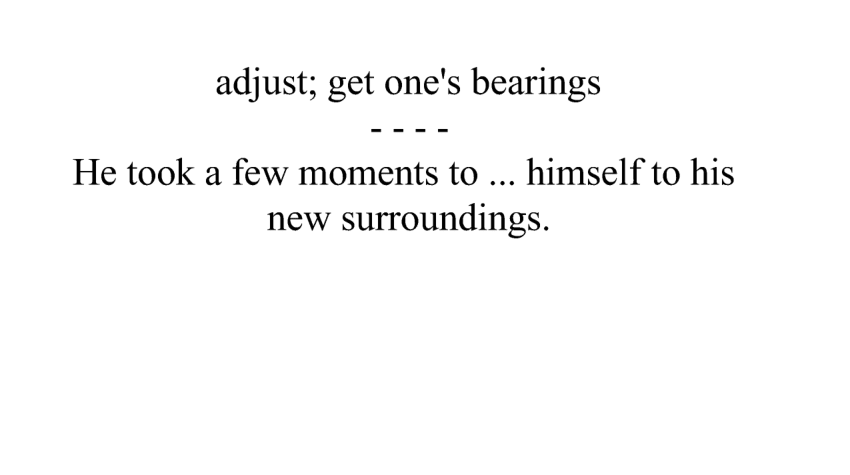 adjust; get one's bearings
- - - -
He took a few moments to ... himself to his
new surroundings.